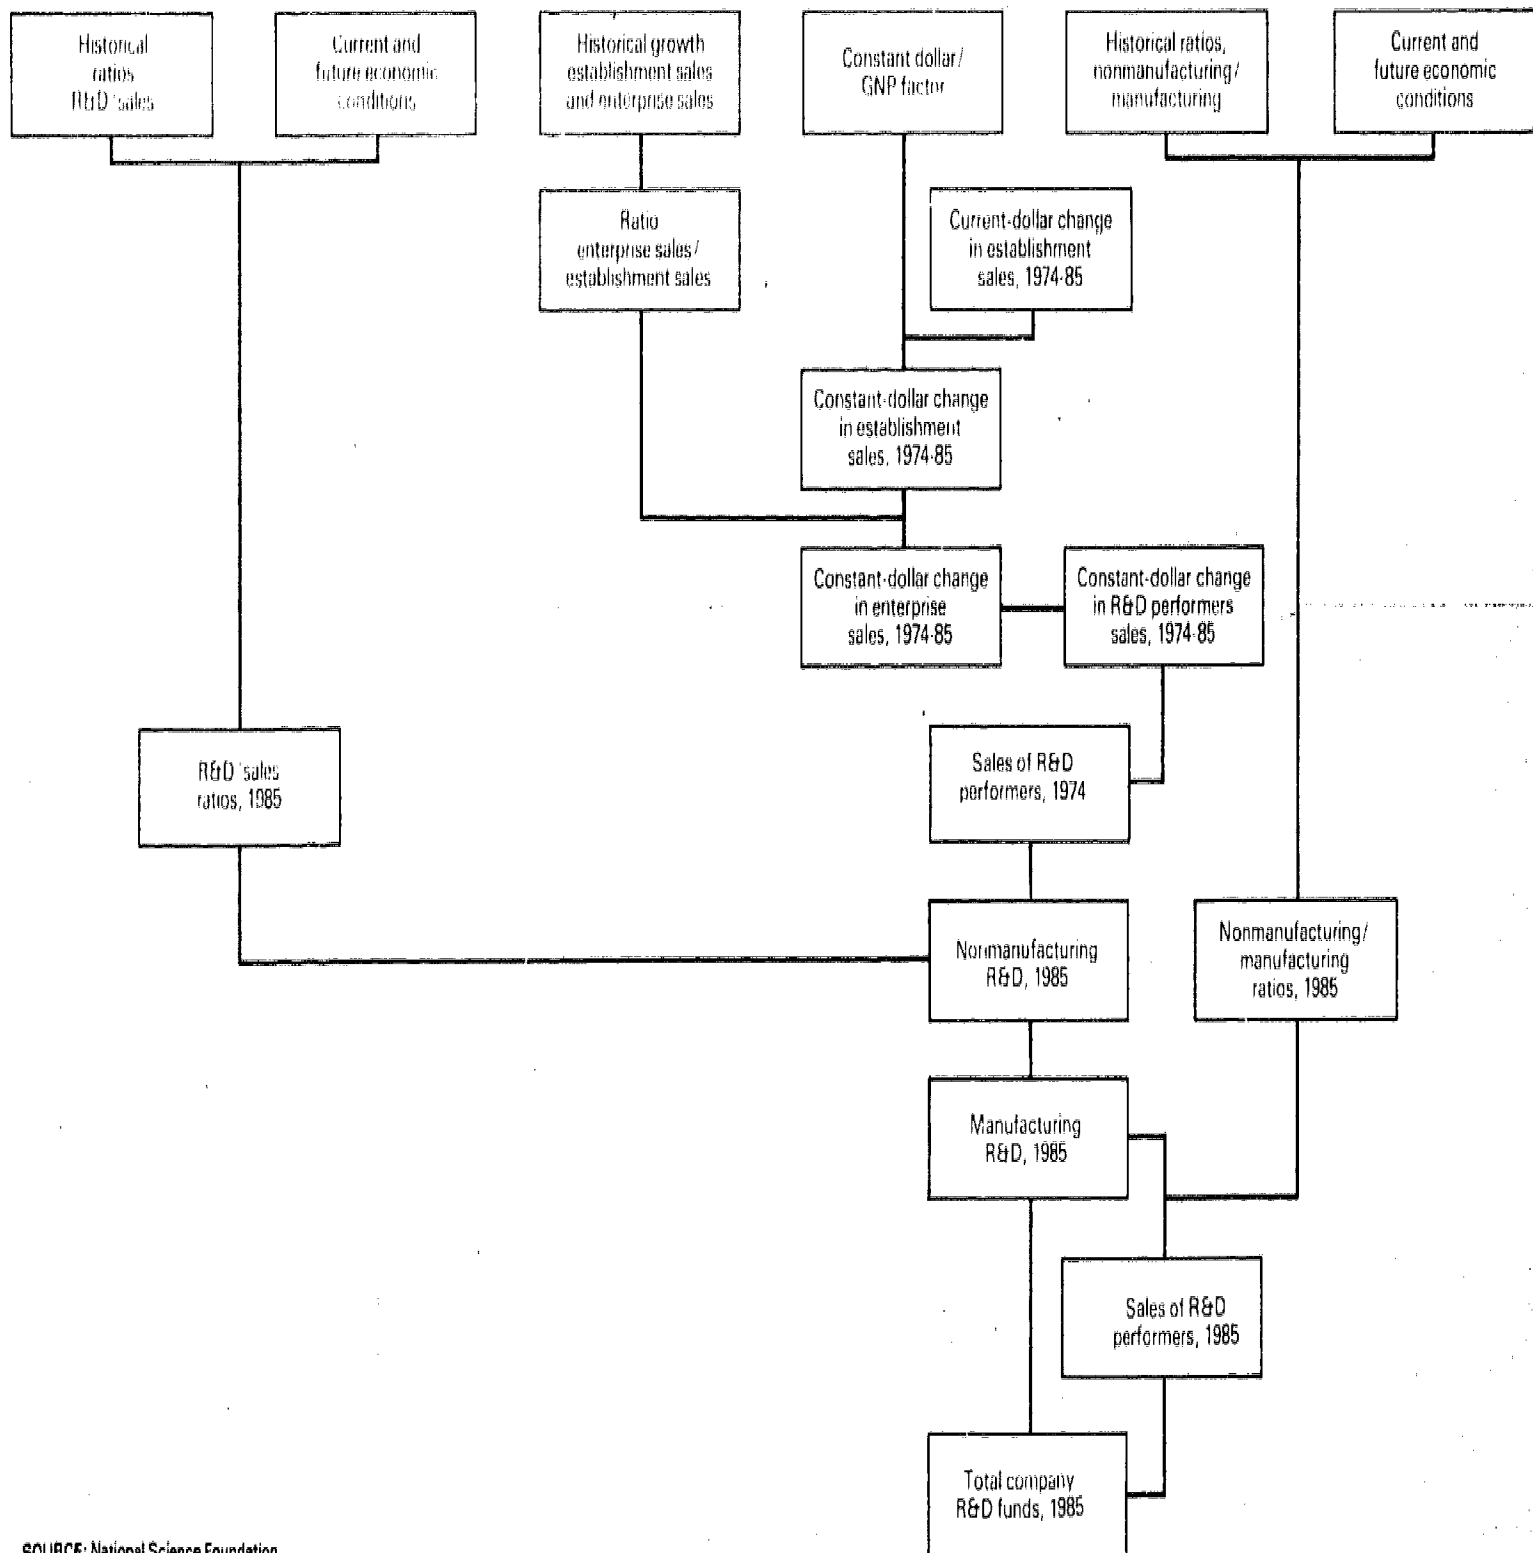 Historical
ratios
R&D/sales
Current and
future economic
conditions
Historical growth
establishment sales
and enterprise sales
Constant dollar/
GNP factor
Historical ratios,
nonmanufacturing/
manufacturing
Current and
future economic
conditions
Ratio
enterprise sales/
establishment sales
Current-dollar change
in establishment
sales, 1974-85
Constant-dollar change
in establishment
sales, 1974-85
Constant-dollar change
in enterprise
sales, 1974-85
Constant-dollar change
in R&D performers
sales, 1974-85
R&D/sales
ratios, 1985
Sales of R&D
performers, 1974
Nonmanufacturing
R&D, 1985
Nonmanufacturing/
manufacturing
ratios, 1985
Manufacturing
R&D, 1985
Sales of R&D
performers, 1985
Total company
R&D funds, 1985
SOURCE: National Science Foundation